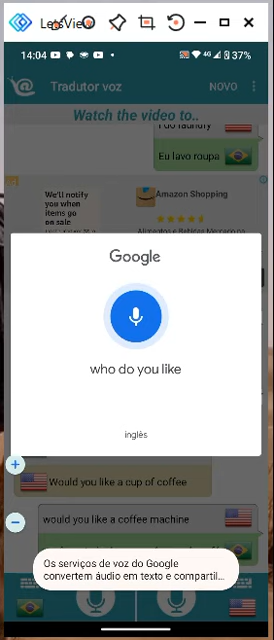 LetsView
14:04
4G 37%
Tradutor voz
NOVO
Watch the video to..
I do laundry
Eu lavo roupa
We'll notify
you when
items go
on sale
Amazon Shopping
Google
who do you like
inglês
Would you like a cup of coffee
would you like a coffee machine
Os serviços de voz do Google
convertem áudio em texto e compartil...